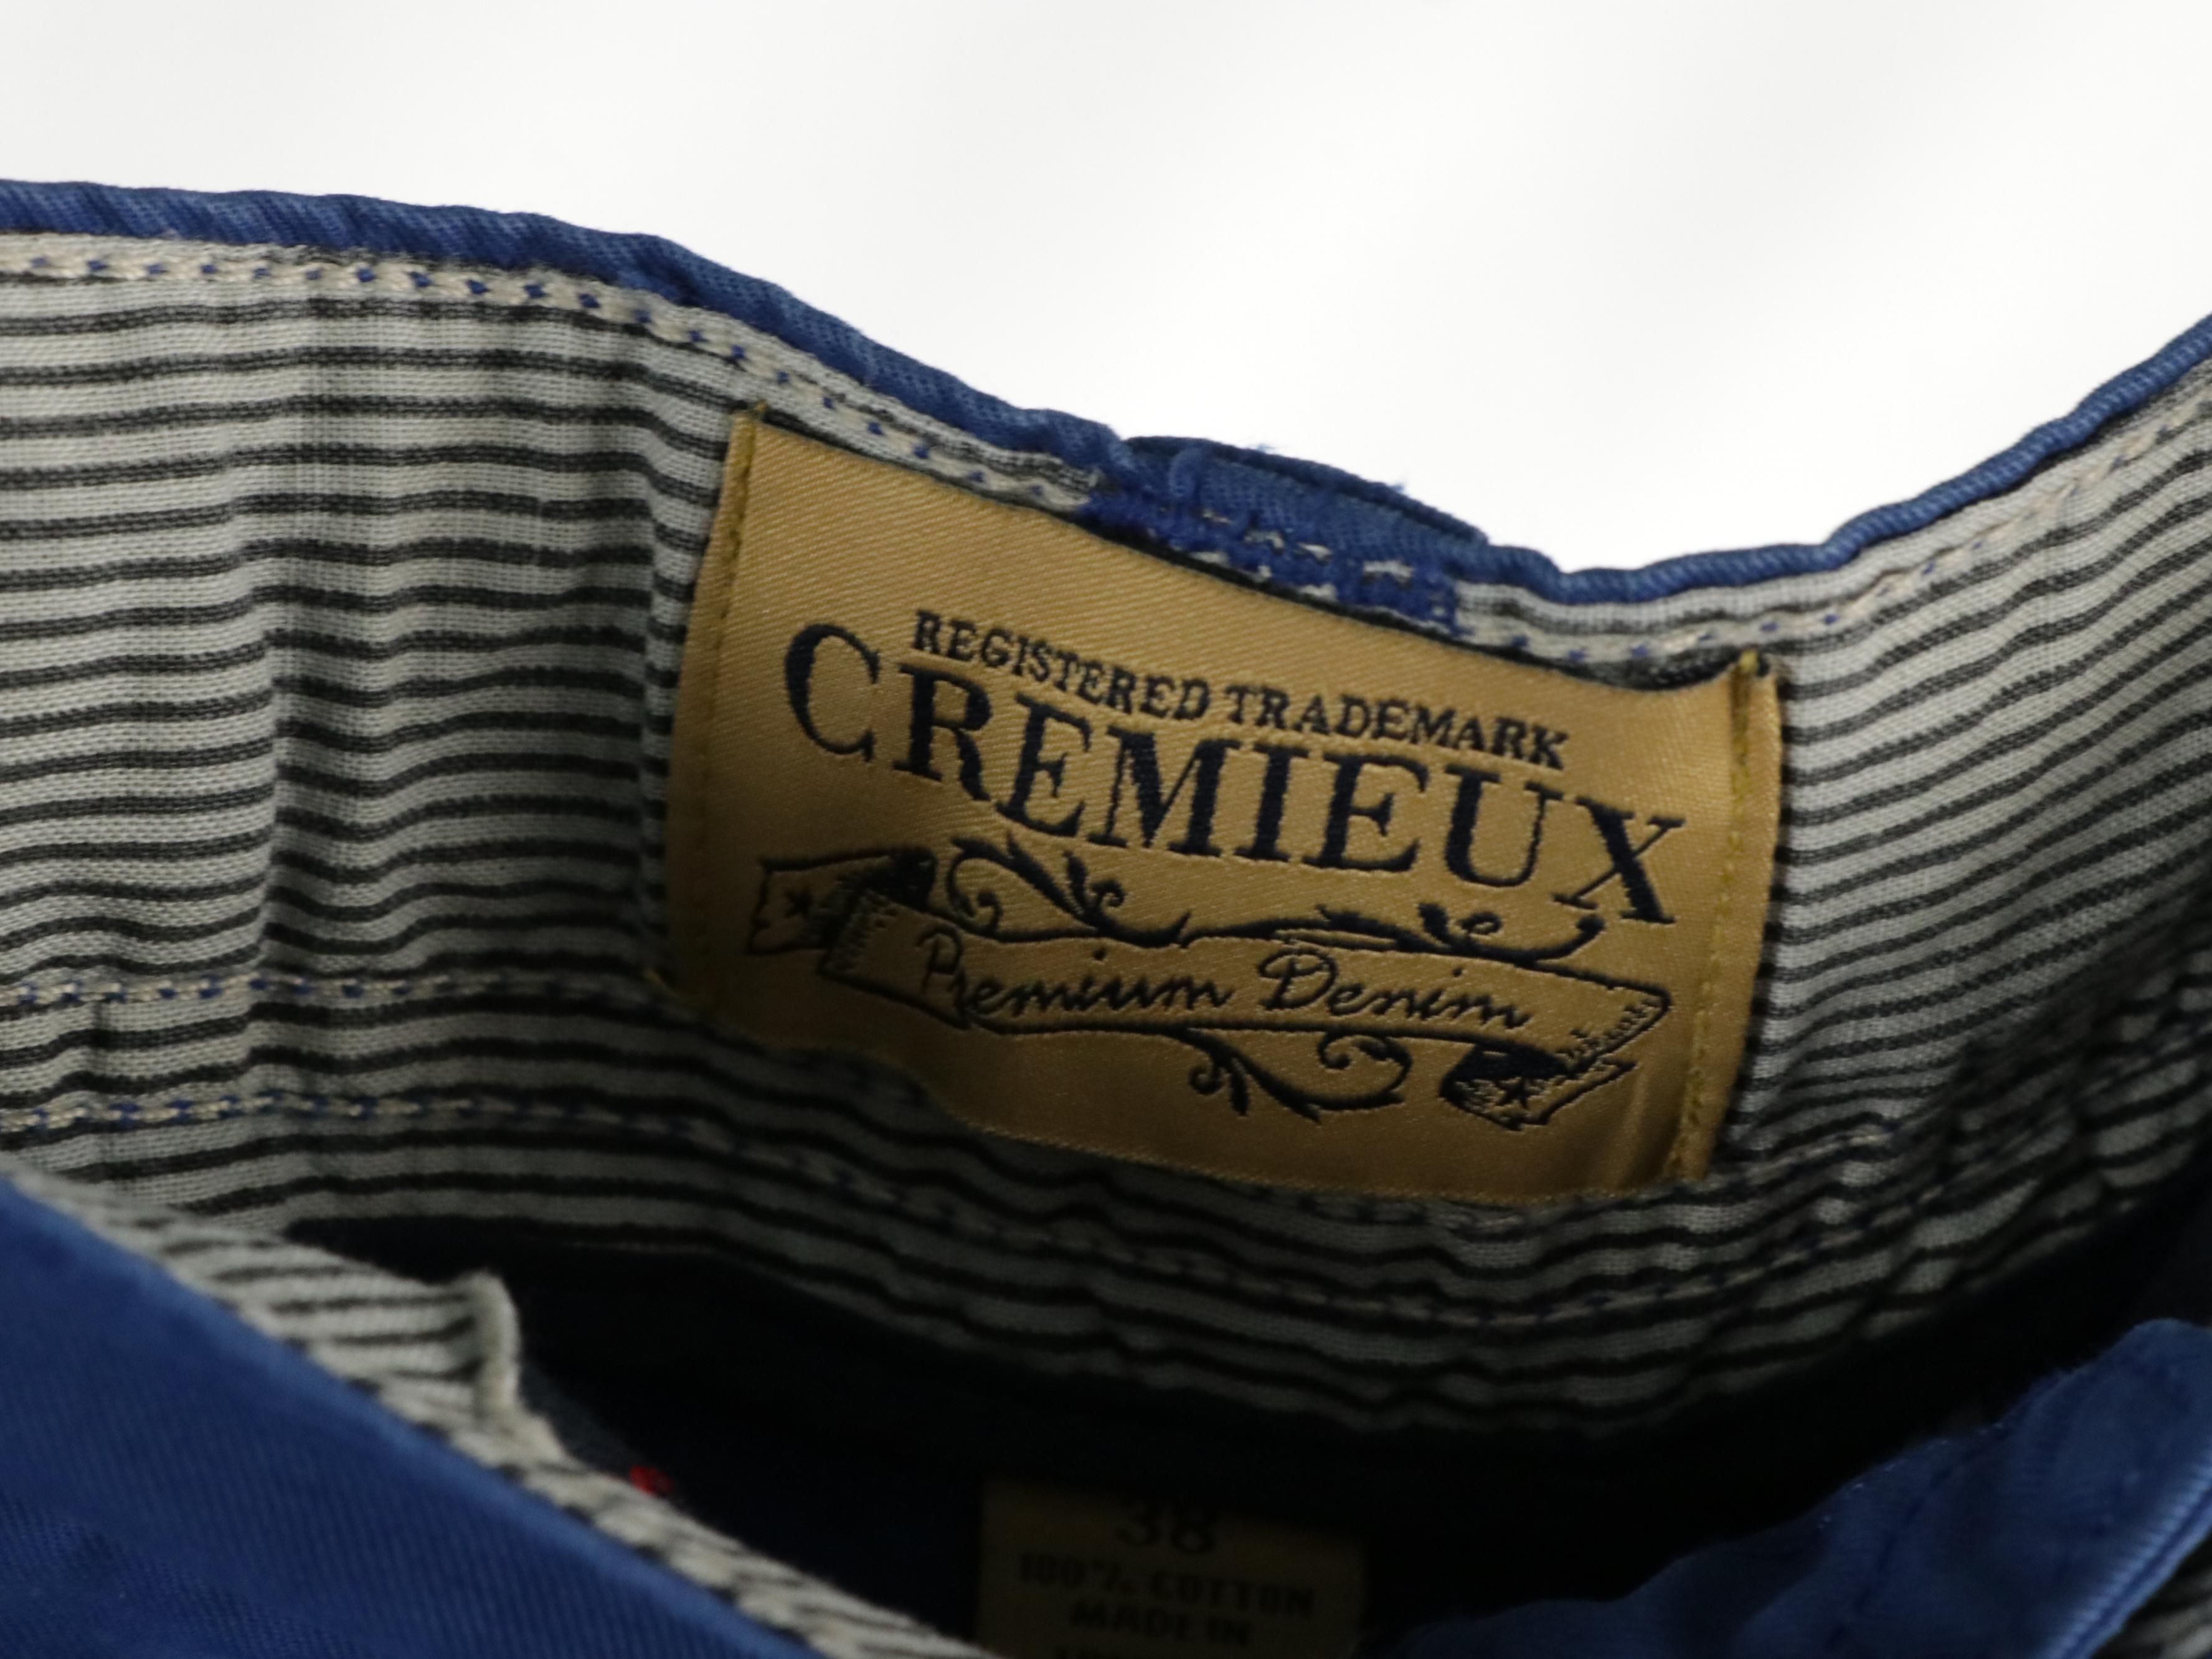 REGISTERED TRADEMARK
CREMIEUX
Premium Denim
38
100% COTTON
MADE IN